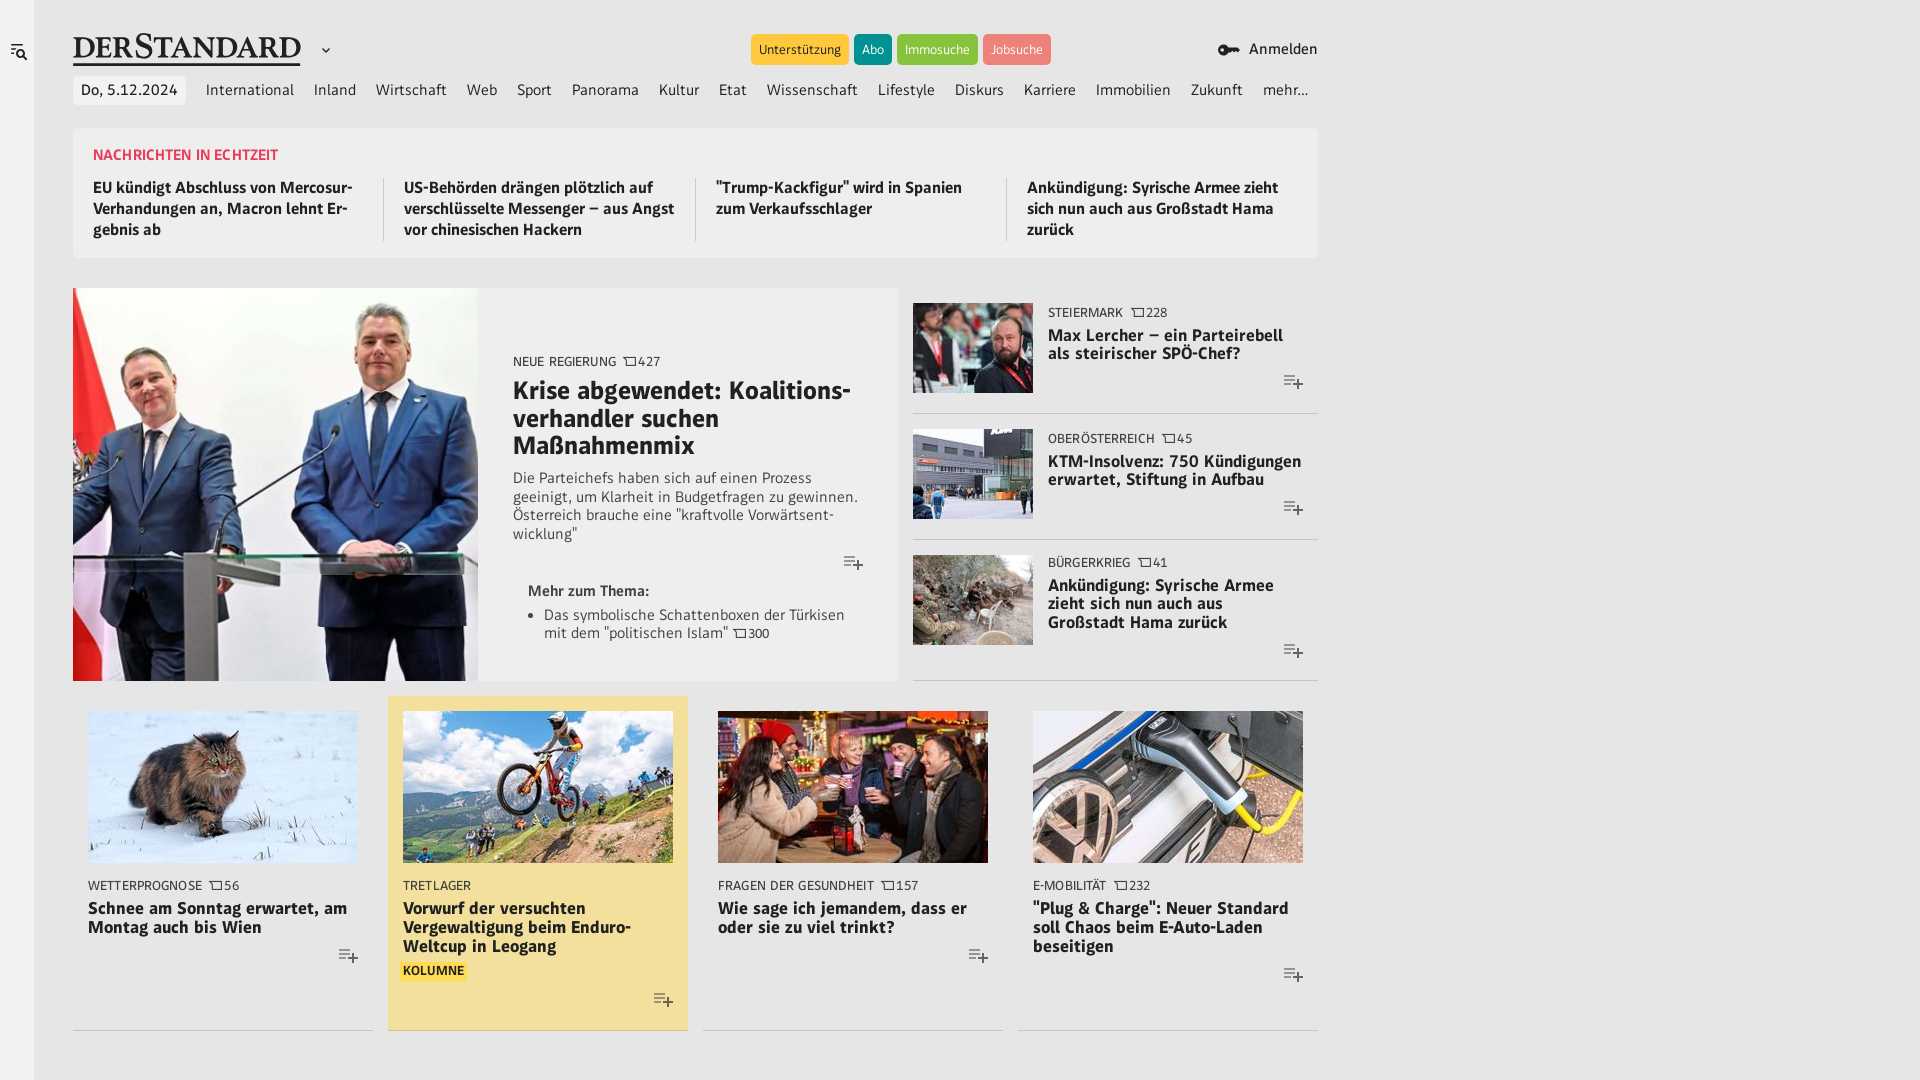 DERSTANDARD
Unterstützung
Abo
Immosuche
Jobsuche
Anmelden
Do, 5.12.2024
International
Inland
Wirtschaft
Web
Sport
Panorama
Kultur
Etat
Wissenschaft
Lifestyle
Diskurs
Karriere
Immobilien
Zukunft
mehr...
NACHRICHTEN IN ECHTZEIT
EU kündigt Abschluss von Mercosur-
Verhandungen an, Macron lehnt Er-
gebnis ab
US-Behörden drängen plötzlich auf
verschlüsselte Messenger – aus Angst
vor chinesischen Hackern
"Trump-Kackfigur" wird in Spanien
zum Verkaufsschlager
Ankündigung: Syrische Armee zieht
sich nun auch aus Großstadt Hama
zurück
NEUE REGIERUNG 427
Krise abgewendet: Koalitions-
verhandler suchen
Maßnahmenmix
Die Parteichefs haben sich auf einen Prozess
geeinigt, um Klarheit in Budgetfragen zu gewinnen.
Österreich brauche eine "kraftvolle Vorwärtsent-
wicklung"
Mehr zum Thema:
Das symbolische Schattenboxen der Türkisen
mit dem "politischen Islam" 300
STEIERMARK 228
Max Lercher – ein Parteirebell
als steirischer SPÖ-Chef?
OBERÖSTERREICH 45
KTM-Insolvenz: 750 Kündigungen
erwartet, Stiftung in Aufbau
BÜRGERKRIEG 41
Ankündigung: Syrische Armee
zieht sich nun auch aus
Großstadt Hama zurück
WETTERPROGNOSE 56
Schnee am Sonntag erwartet, am
Montag auch bis Wien
TRETLAGER
Vorwurf der versuchten
Vergewaltigung beim Enduro-
Weltcup in Leogang
KOLUMNE
FRAGEN DER GESUNDHEIT 157
Wie sage ich jemandem, dass er
oder sie zu viel trinkt?
E-MOBILITÄT 232
"Plug & Charge": Neuer Standard
soll Chaos beim E-Auto-Laden
beseitigen